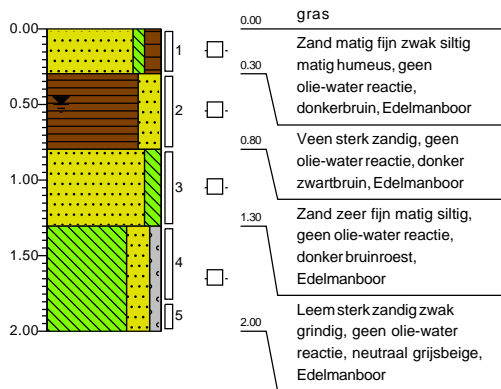 0.00
0.50
1.00
1.50
2.00
1
2
3
4
5
0.00
gras
0.30
Zand matig fijn zwak siltig
matig humeus, geen
olie-water reactie,
donkerbruin, Edelmanboor
0.80
Veen sterk zandig, geen
olie-water reactie, donker
zwartbruin, Edelmanboor
1.30
Zand zeer fijn matig siltig,
geen olie-water reactie,
donker bruinroest,
Edelmanboor
2.00
Leem sterk zandig zwak
grindig, geen olie-water
reactie, neutraal grijsbeige,
Edelmanboor